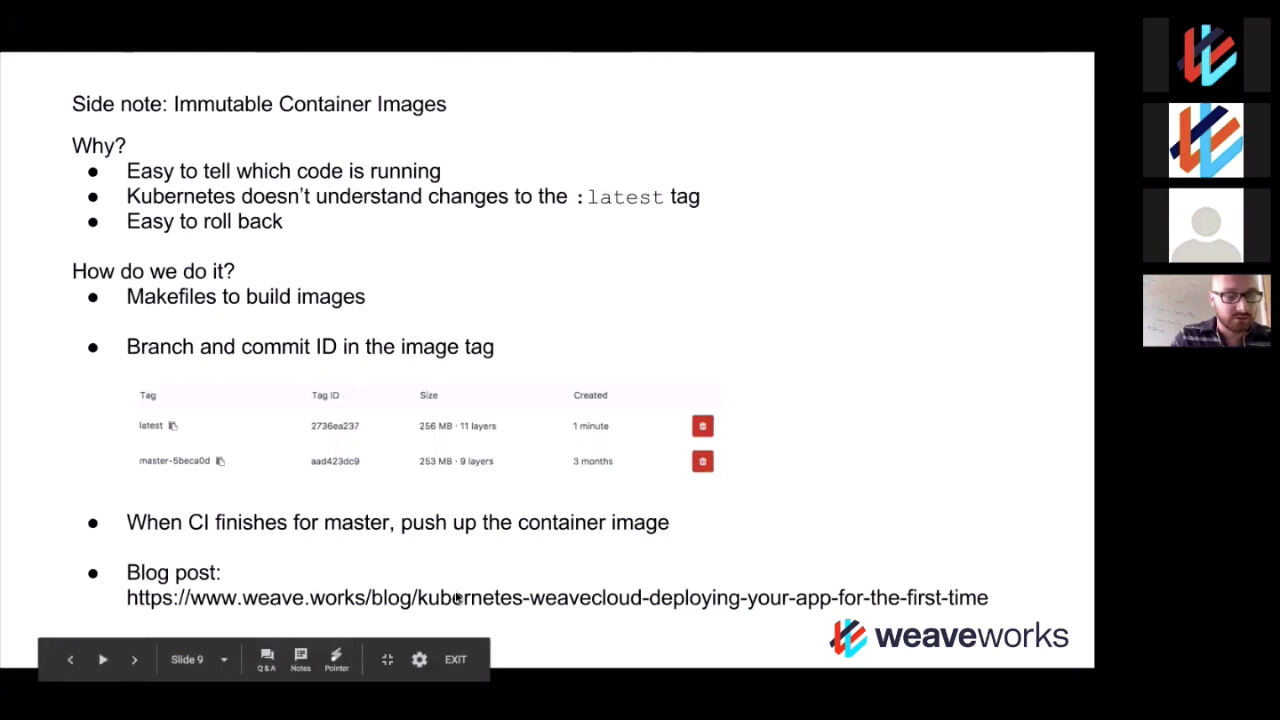 Side note: Immutable Container Images
Why?
● Easy to tell which code is running
● Kubernetes doesn’t understand changes to the :latest tag
● Easy to roll back
How do we do it?
● Makefiles to build images
● Branch and commit ID in the image tag
Tag Tag ID Size Created
latest 2736ea237 256 MB · 11 layers 1 minute
master-5beca0d aad423dc9 253 MB · 9 layers 3 months
● When CI finishes for master, push up the container image
● Blog post:
https://www.weave.works/blog/kubernetes-weavecloud-deploying-your-app-for-the-first-time
weaveworks
Slide 9 Q&A Notes Pointer EXIT